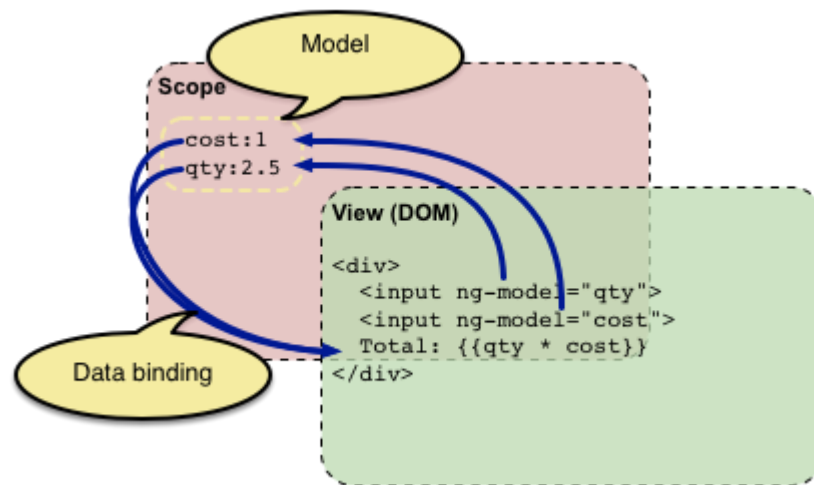 Model
Scope
cost:1
qty:2.5
View (DOM)
<div>
<input ng-model="qty">
<input ng-model="cost">
Total: {{qty * cost}}
</div>
Data binding